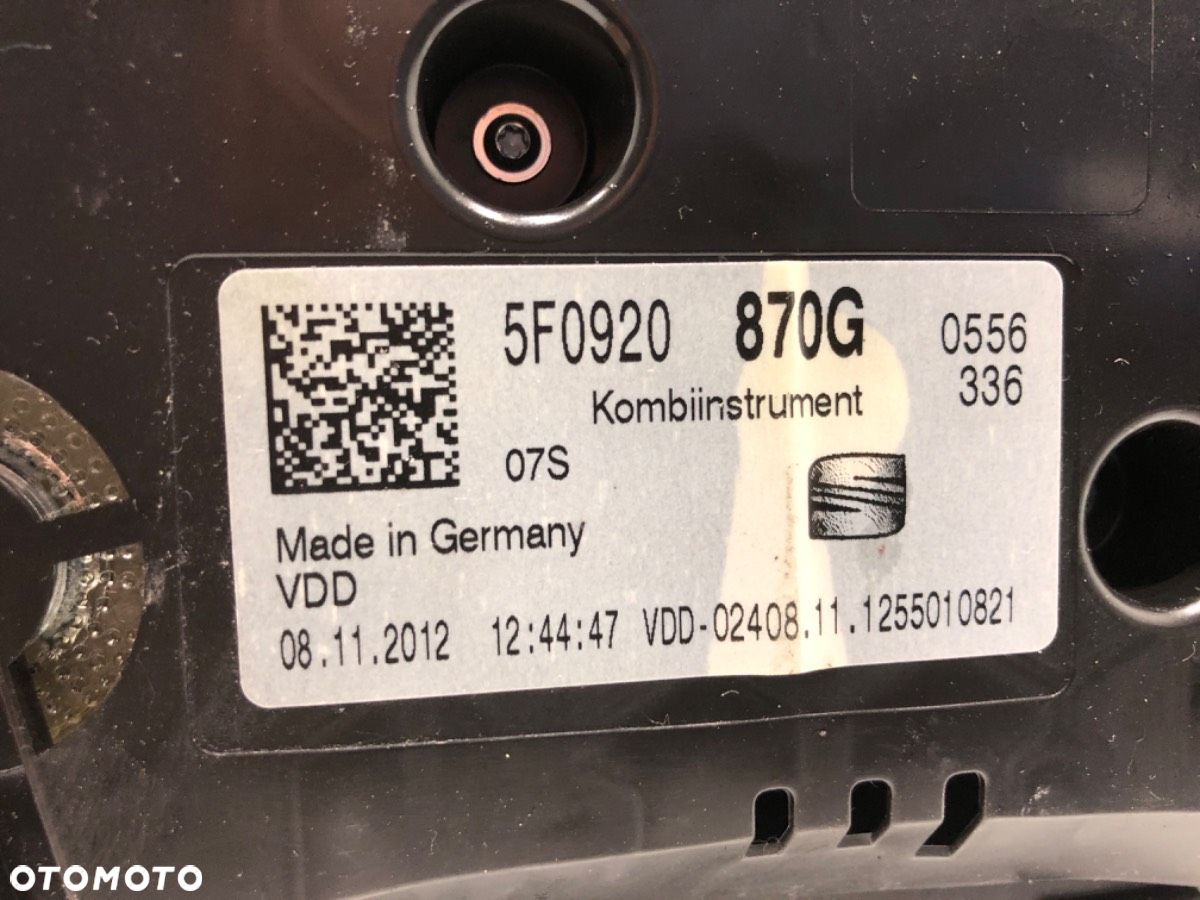 5F0920 870G 0556
336
Kombiinstrument
07S
Made in Germany
VDD
08.11.2012 12:44:47 VDD-02408.11.1255010821
OTOMOTO